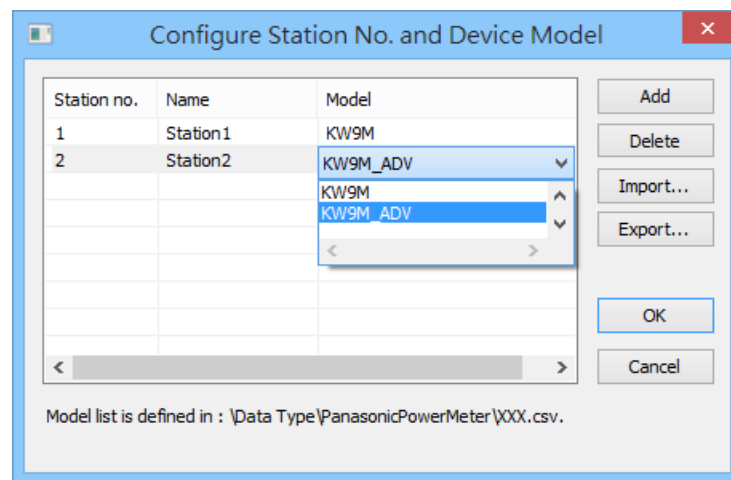 Configure Station No. and Device Model
Station no. Name Model
1 Station1 KW9M
2 Station2 KW9M_ADV
KW9M
KW9M_ADV
Add
Delete
Import...
Export...
OK
Cancel
Model list is defined in : \Data Type\PanasonicPowerMeter\XXX.csv.